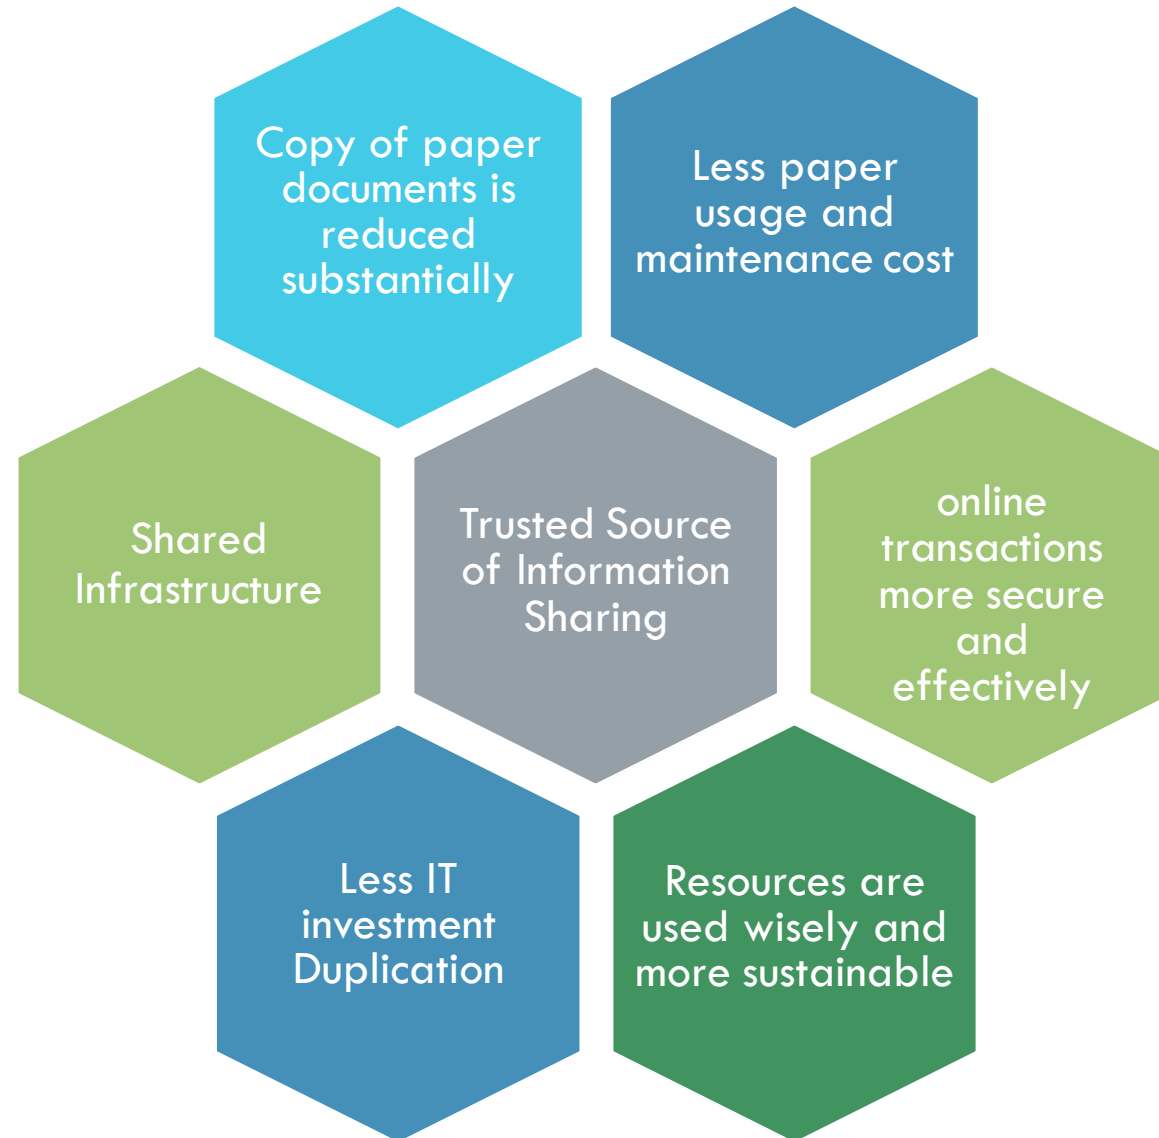 Copy of paper
documents is
reduced
substantially
Less paper
usage and
maintenance cost
Shared
Infrastructure
Trusted Source
of Information
Sharing
online
transactions
more secure
and
effectively
Less IT
investment
Duplication
Resources are
used wisely and
more sustainable